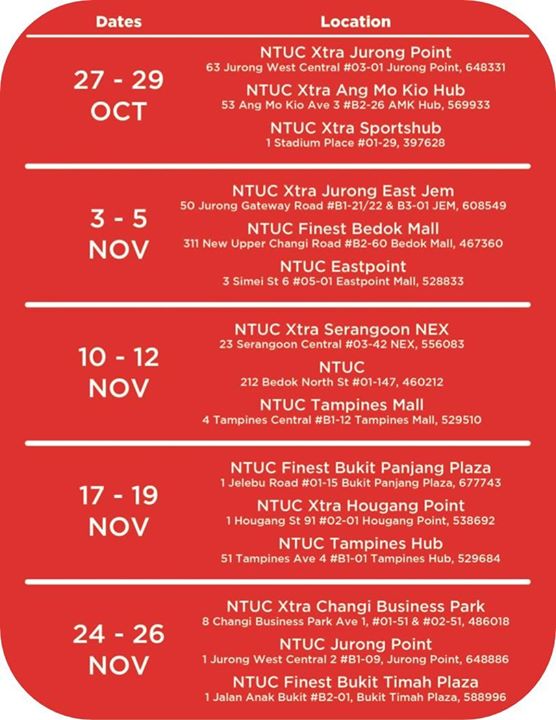 Dates Location
27 - 29
OCT
NTUC Xtra Jurong Point
63 Jurong West Central #03-01 Jurong Point, 648331
NTUC Xtra Ang Mo Kio Hub
53 Ang Mo Kio Ave 3 #B2-26 AMK Hub, 569933
NTUC Xtra Sportshub
1 Stadium Place #01-29, 397628
3 - 5
NOV
NTUC Xtra Jurong East Jem
50 Jurong Gateway Road #B1-21/22 & B3-01 JEM, 608549
NTUC Finest Bedok Mall
311 New Upper Changi Road #B2-60 Bedok Mall, 467360
NTUC Eastpoint
3 Simei St 6 #05-01 Eastpoint Mall, 528833
10 - 12
NOV
NTUC Xtra Serangoon NEX
23 Serangoon Central #03-42 NEX, 556083
NTUC
212 Bedok North St #01-147, 460212
NTUC Tampines Mall
4 Tampines Central #B1-12 Tampines Mall, 529510
17 - 19
NOV
NTUC Finest Bukit Panjang Plaza
1 Jelebu Road #01-15 Bukit Panjang Plaza, 677743
NTUC Xtra Hougang Point
1 Hougang St 91 #02-01 Hougang Point, 538692
NTUC Tampines Hub
51 Tampines Ave 4 #B1-01 Tampines Hub, 529684
24 - 26
NOV
NTUC Xtra Changi Business Park
8 Changi Business Park Ave 1, #01-51 & #02-51, 486018
NTUC Jurong Point
1 Jurong West Central 2 #B1-09, Jurong Point, 648886
NTUC Finest Bukit Timah Plaza
1 Jalan Anak Bukit #B2-01, Bukit Timah Plaza, 588996